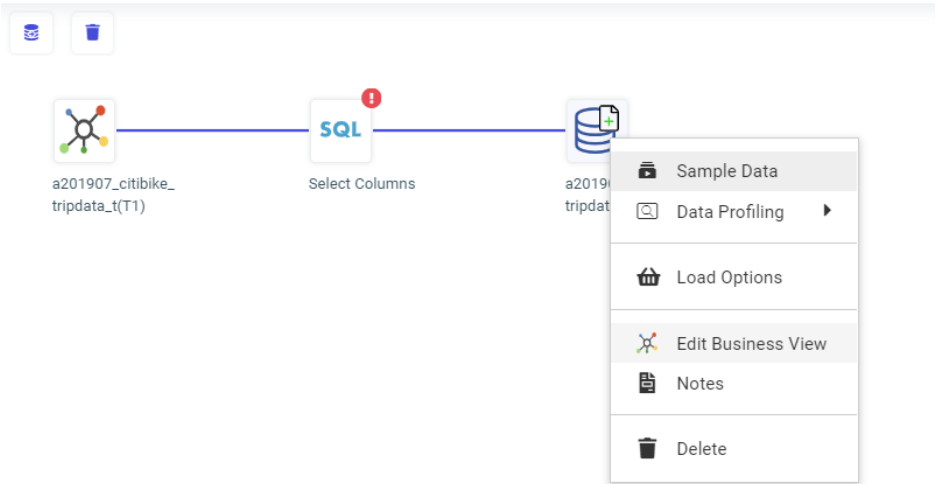 SQL
a201907_citibike_
tripdata_t(T1)
Select Columns
a2019
tripdat
Sample Data
Data Profiling
Load Options
Edit Business View
Notes
Delete